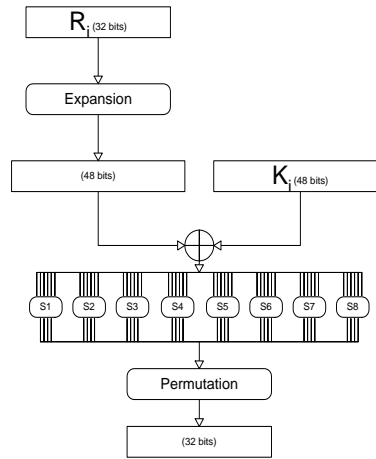 Ri (32 bits)
Expansion
(48 bits)
Ki (48 bits)
S1 S2 S3 S4 S5 S6 S7 S8
Permutation
(32 bits)